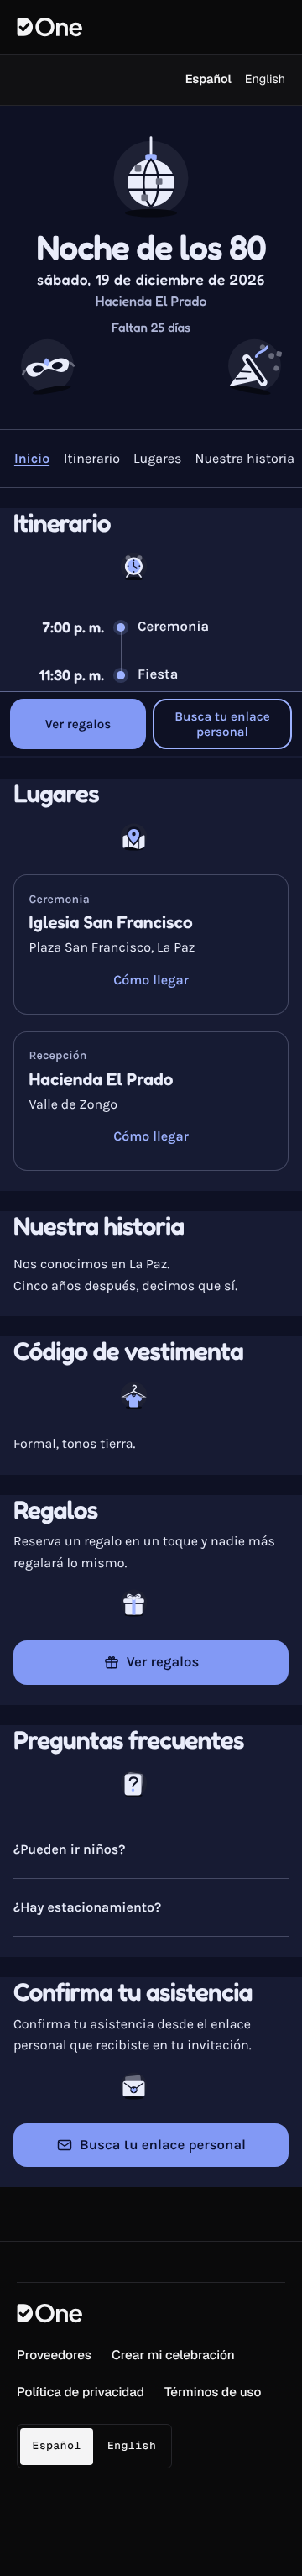 One
Español English
Noche de los 80
sábado, 19 de diciembre de 2026
Hacienda El Prado
Faltan 25 días
Inicio Itinerario Lugares Nuestra historia
Itinerario
7:00 p. m. Ceremonia
11:30 p. m. Fiesta
Ver regalos
Busca tu enlace
personal
Lugares
Ceremonia
Iglesia San Francisco
Plaza San Francisco, La Paz
Cómo llegar
Recepción
Hacienda El Prado
Valle de Zongo
Cómo llegar
Nuestra historia
Nos conocimos en La Paz.
Cinco años después, decimos que sí.
Código de vestimenta
Formal, tonos tierra.
Regalos
Reserva un regalo en un toque y nadie más
regalará lo mismo.
Ver regalos
Preguntas frecuentes
?
¿Pueden ir niños?
¿Hay estacionamiento?
Confirma tu asistencia
Confirma tu asistencia desde el enlace
personal que recibiste en tu invitación.
Busca tu enlace personal
One
Proveedores Crear mi celebración
Política de privacidad Términos de uso
Español English